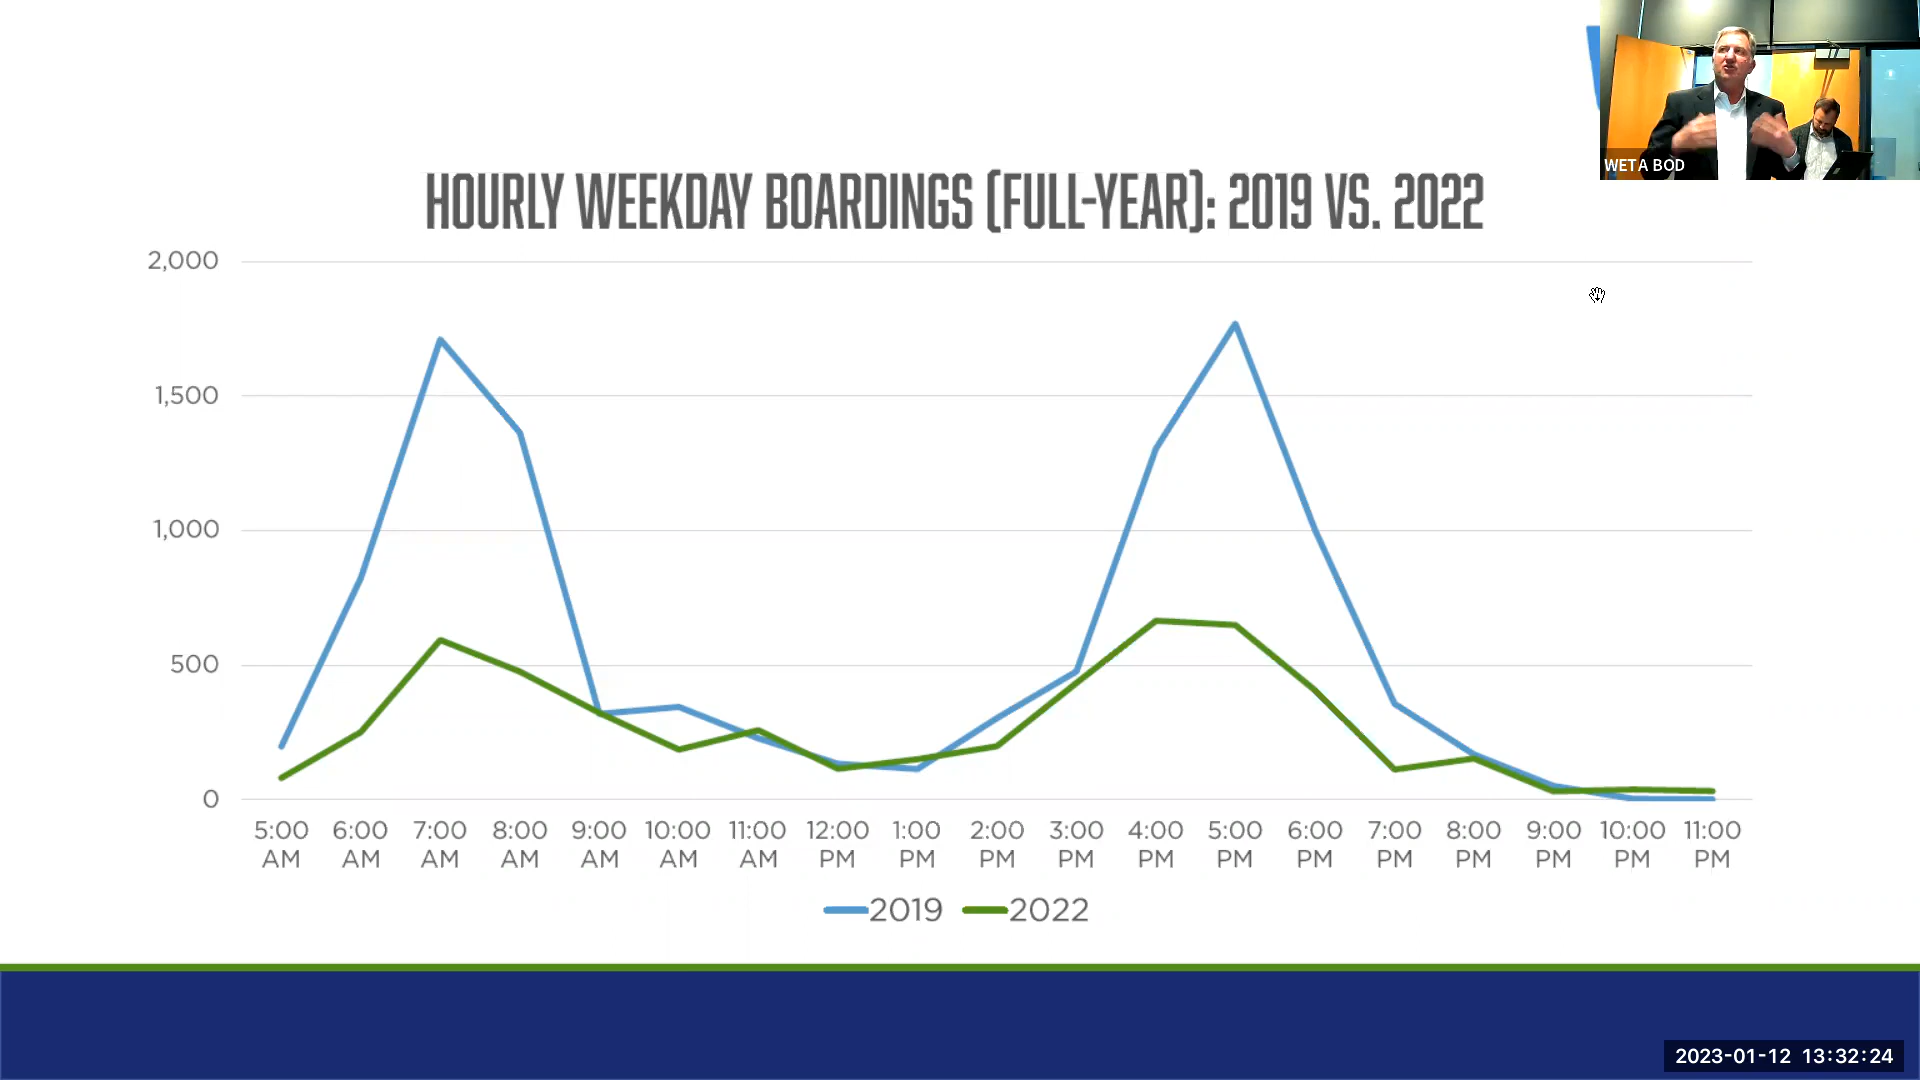 WETA BOD
HOURLY WEEKDAY BOARDINGS (FULL-YEAR): 2019 VS. 2022
2,000
1,500
1,000
500
0
5:00 AM
6:00 AM
7:00 AM
8:00 AM
9:00 AM
10:00 AM
11:00 AM
12:00 PM
1:00 PM
2:00 PM
3:00 PM
4:00 PM
5:00 PM
6:00 PM
7:00 PM
8:00 PM
9:00 PM
10:00 PM
11:00 PM
2019 2022
2023-01-12 13:32:24